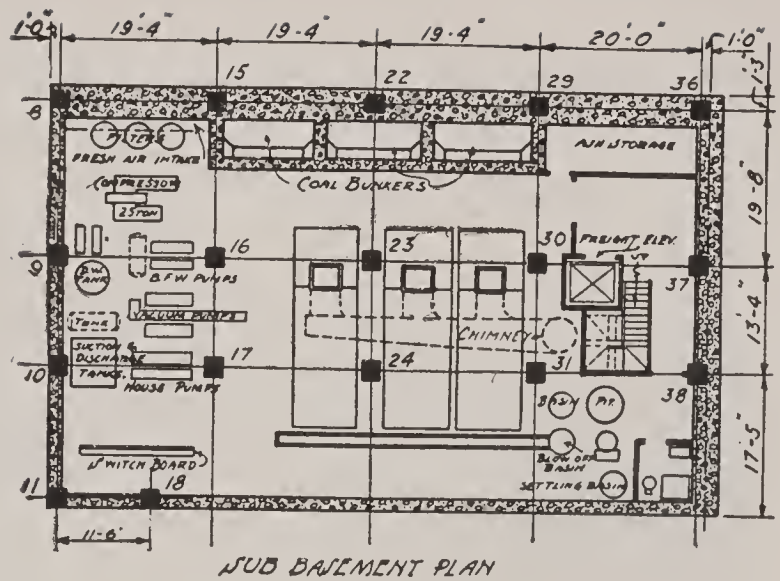 1'-0"
19'-4"
19'-4"
19'-4"
20'-0"
1'-0"
1'-3"
15
22
29
36
8
FILTERS
FRESH AIR INTAKE
COAL BUNKERS
ASH STORAGE
COMPRESSOR
25 TON
19'-8"
16
23
30
FREIGHT ELEV.
9
B.F.W. PUMPS
37
TANK
VACUUM PUMPS
CHIMNEY
13'-4"
SUCTION &
DISCHARGE
TANKS.
HOUSE PUMPS
17
24
31
10
38
BASIN
PIT.
SWITCH BOARD
BLOW OFF
BASIN
SETTLING BASIN
17'-5"
11
18
11'-6"
SUB BASEMENT PLAN